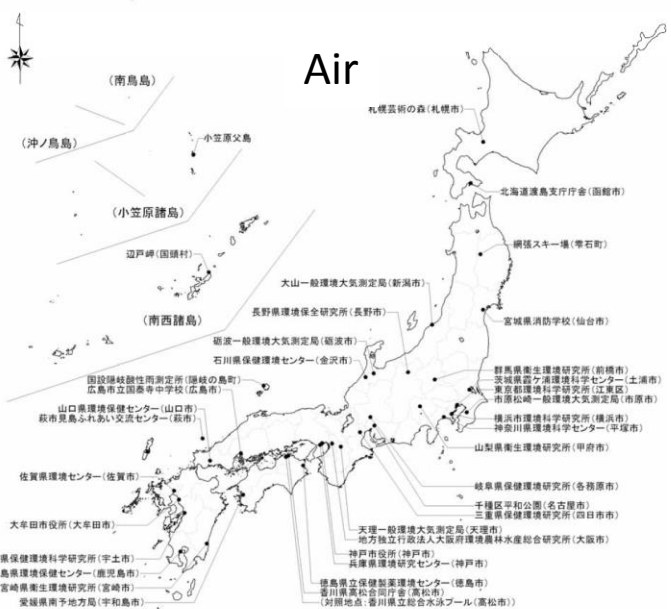 Air
(南鳥島)
(沖ノ鳥島)
小笠原父島
(小笠原諸島)
辺戸岬(国頭村)
(南西諸島)
札幌芸術の森(札幌市)
北海道渡島支庁庁舎(函館市)
網張スキー場(雫石町)
大山一般環境大気測定局(新潟市)
長野県環境保全研究所(長野市)
宮城県消防学校(仙台市)
砺波一般環境大気測定局(砺波市)
石川県保健環境センター(金沢市)
国設隠岐酸性雨測定所(隠岐の島町)
広島市立国泰寺中学校(広島市)
山口県環境保健センター(山口市)
萩市見島ふれあい交流センター(萩市)
群馬県衛生環境研究所(前橋市)
茨城県霞ケ浦環境科学センター(土浦市)
東京都環境科学研究所(江東区)
市原松崎一般環境大気測定局(市原市)
横浜市環境科学研究所(横浜市)
神奈川県環境科学センター(平塚市)
山梨県衛生環境研究所(甲府市)
佐賀県環境センター(佐賀市)
岐阜県保健環境研究所(各務原市)
千種区平和公園(名古屋市)
三重県保健環境研究所(四日市市)
大牟田市役所(大牟田市)
天理一般環境大気測定局(天理市)
地方独立行政法人大阪府環境農林水産総合研究所(大阪市)
県保健環境科学研究所(宇土市)
神戸市役所(神戸市)
兵庫県環境研究センター(神戸市)
島県環境保健センター(鹿児島市)
宮崎県衛生環境研究所(宮崎市)
愛媛県南予地方局(宇和島市)
徳島県立保健製薬環境センター(徳島市)
香川県高松合同庁舎(高松市)
(対照地点:香川県立総合水泳プール(高松市))